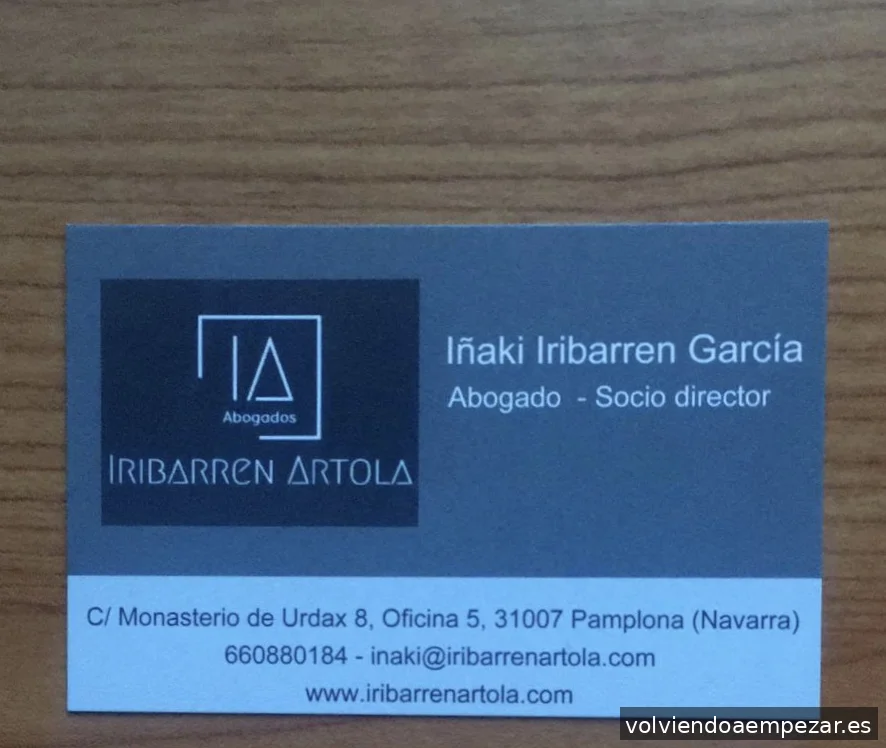 IA
Abogados
IRIBARREN ARTOLA
Iñaki Iribarren García
Abogado - Socio director
C/ Monasterio de Urdax 8, Oficina 5, 31007 Pamplona (Navarra)
660880184 - inaki@iribarrenartola.com
www.iribarrenartola.com
volviendoaempezar.es